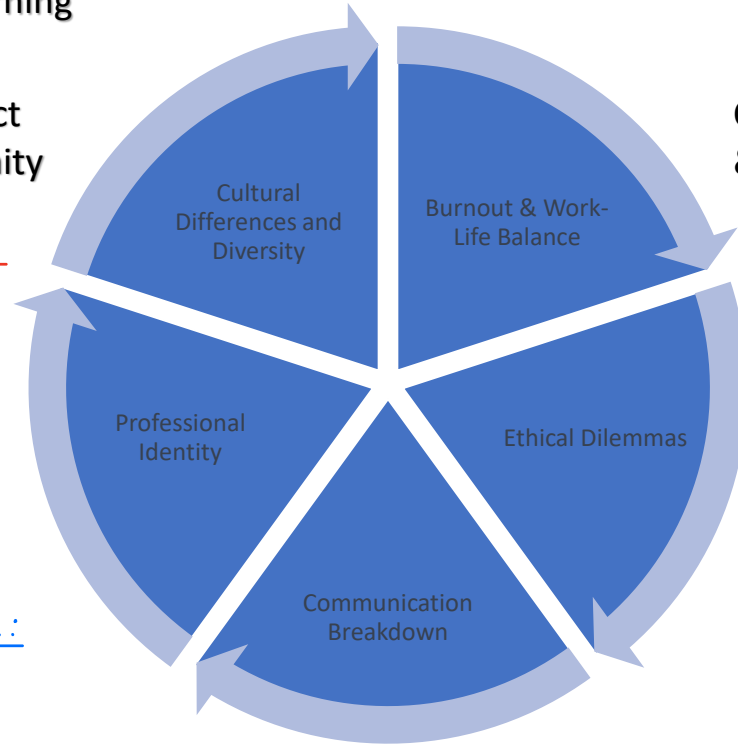 Cultural
Differences and
Diversity
Burnout & Work-
Life Balance
Professional
Identity
Ethical Dilemmas
Communication
Breakdown